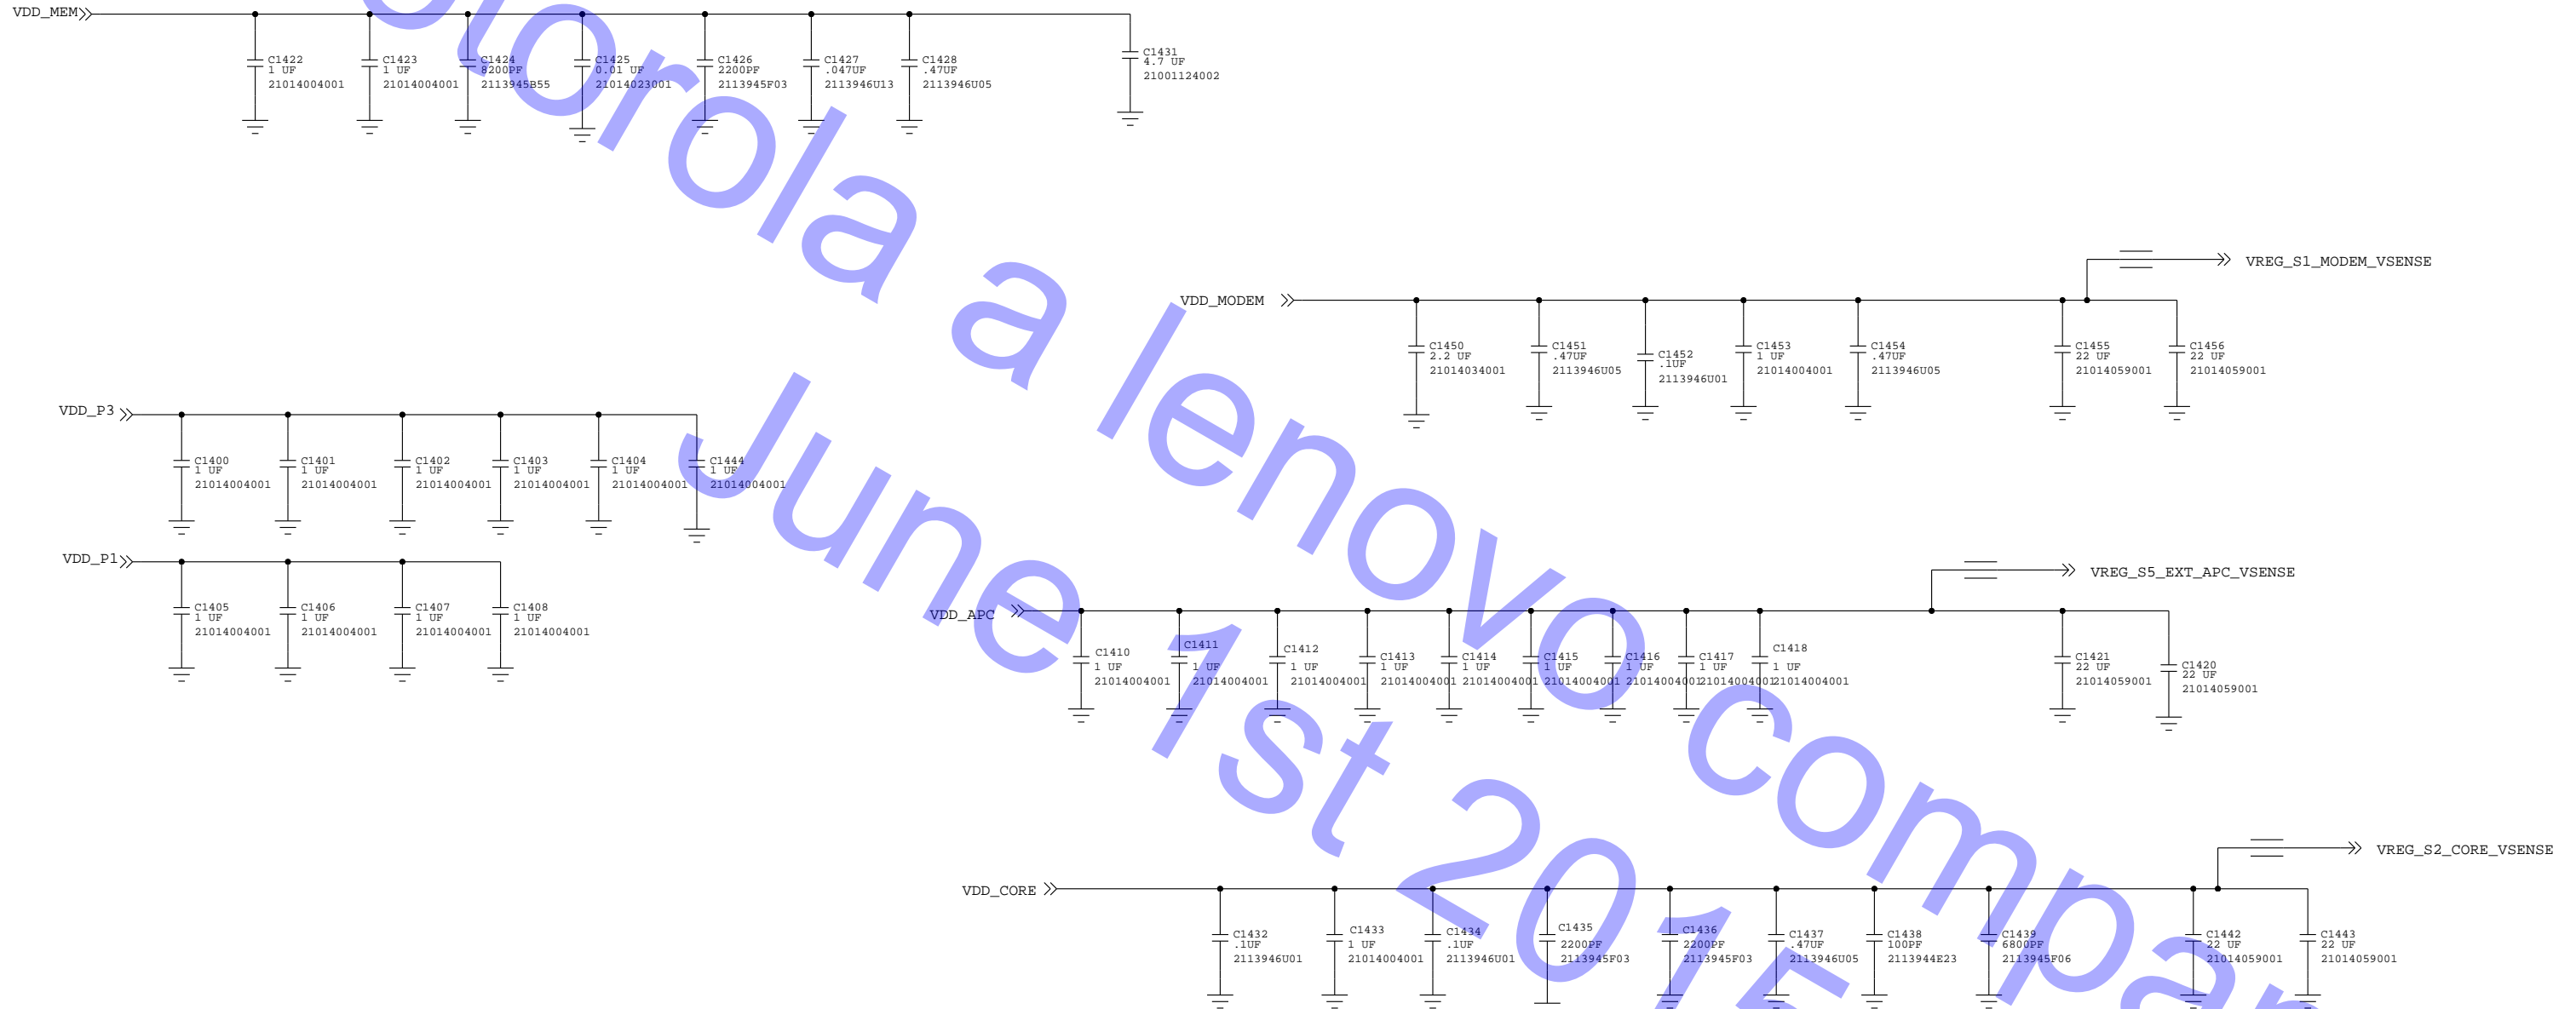 VDD_MEM
C1422
1 UF
21014004001
C1423
1 UF
21014004001
C1424
8200PF
2113945B55
C1425
0.01 UF
21014023001
C1426
2200PF
2113945F03
C1427
.047UF
2113946U13
C1428
.47UF
2113946U05
C1431
4.7 UF
21001124002
VREG_S1_MODEM_VSENSE
VDD_MODEM
C1450
2.2 UF
21014034001
C1451
.47UF
2113946U05
C1452
.1UF
2113946U01
C1453
1 UF
21014004001
C1454
.47UF
2113946U05
C1455
22 UF
21014059001
C1456
22 UF
21014059001
VDD_P3
C1400
1 UF
21014004001
C1401
1 UF
21014004001
C1402
1 UF
21014004001
C1403
1 UF
21014004001
C1404
1 UF
21014004001
C1444
1 UF
21014004001
VDD_P1
C1405
1 UF
21014004001
C1406
1 UF
21014004001
C1407
1 UF
21014004001
C1408
1 UF
21014004001
VREG_S5_EXT_APC_VSENSE
VDD_APC
C1410
1 UF
21014004001
C1411
1 UF
21014004001
C1412
1 UF
21014004001
C1413
1 UF
21014004001
C1414
1 UF
21014004001
C1415
1 UF
21014004001
C1416
1 UF
21014004001
C1417
1 UF
21014004001
C1418
1 UF
21014004001
C1421
22 UF
21014059001
C1420
22 UF
21014059001
VREG_S2_CORE_VSENSE
VDD_CORE
C1432
.1UF
2113946U01
C1433
1 UF
21014004001
C1434
.1UF
2113946U01
C1435
2200PF
2113945F03
C1436
2200PF
2113945F03
C1437
.47UF
2113946U05
C1438
100PF
2113944E23
C1439
6800PF
2113945F06
C1442
22 UF
21014059001
C1443
22 UF
21014059001
otorola a lenovo compan
June 1st 2015